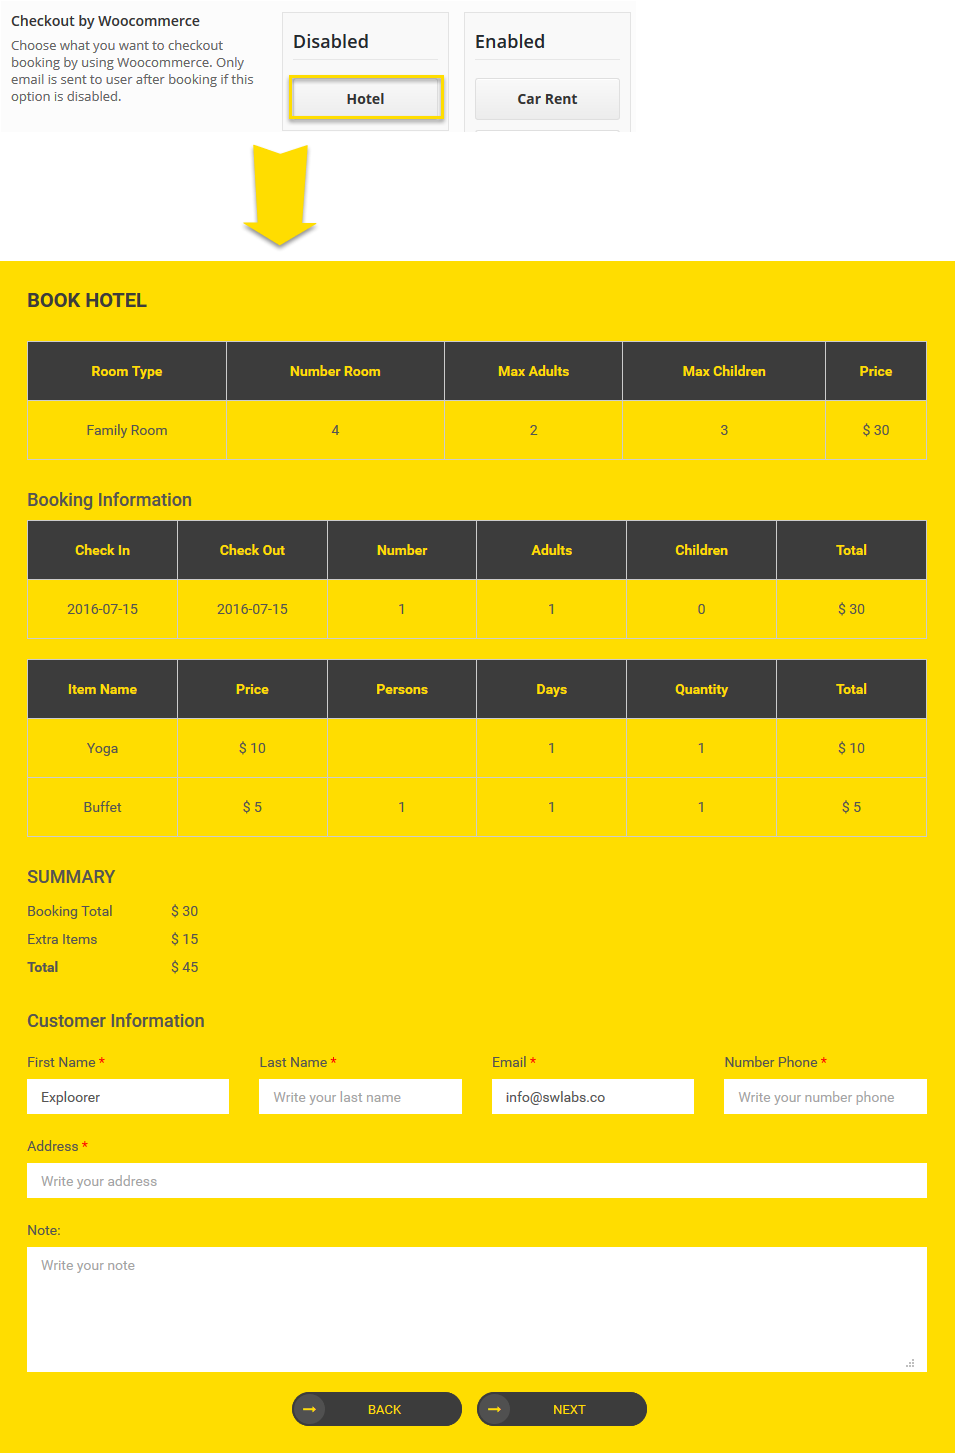 Checkout by Woocommerce
Choose what you want to checkout
booking by using Woocommerce. Only
email is sent to user after booking if this
option is disabled.
Disabled
Hotel
Enabled
Car Rent
BOOK HOTEL
Room Type Number Room Max Adults Max Children Price
Family Room 4 2 3 $ 30
Booking Information
Check In Check Out Number Adults Children Total
2016-07-15 2016-07-15 1 1 0 $ 30
Item Name Price Persons Days Quantity Total
Yoga $ 10 1 1 $ 10
Buffet $ 5 1 1 1 $ 5
SUMMARY
Booking Total $ 30
Extra Items $ 15
Total $ 45
Customer Information
First Name * Last Name * Email * Number Phone *
Exploorer Write your last name info@swlabs.co Write your number phone
Address *
Write your address
Note:
Write your note
BACK NEXT